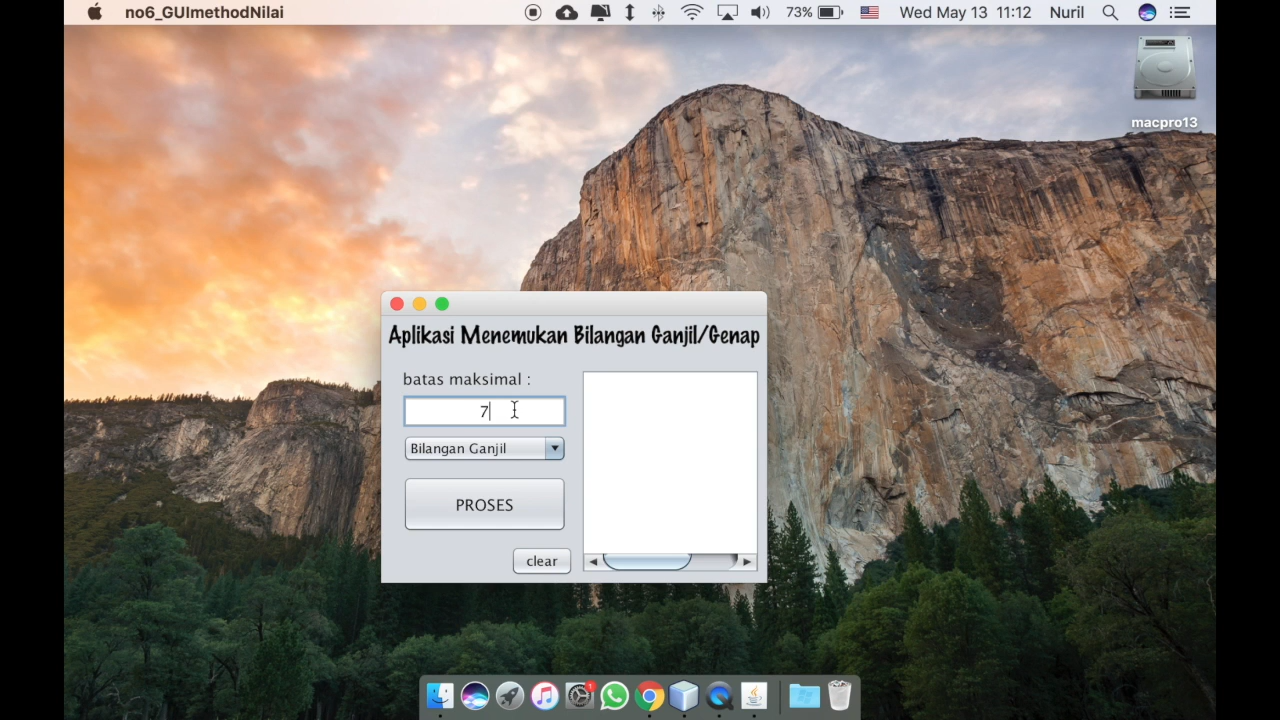 no6_GUImethodNilai
73%
Wed May 13 11:12
Nuril
macpro13
Aplikasi Menemukan Bilangan Ganjil/Genap
batas maksimal :
7
Bilangan Ganjil
PROSES
clear
1